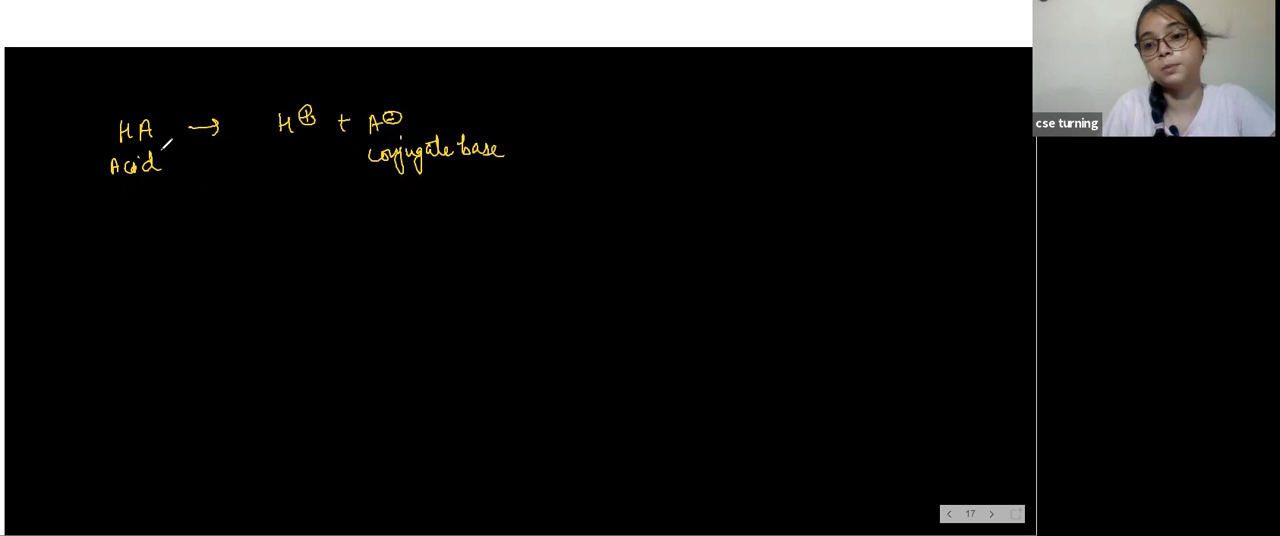 HA → H⊕ + A⊖
Acid conjugate base
cse turning
< 17 >